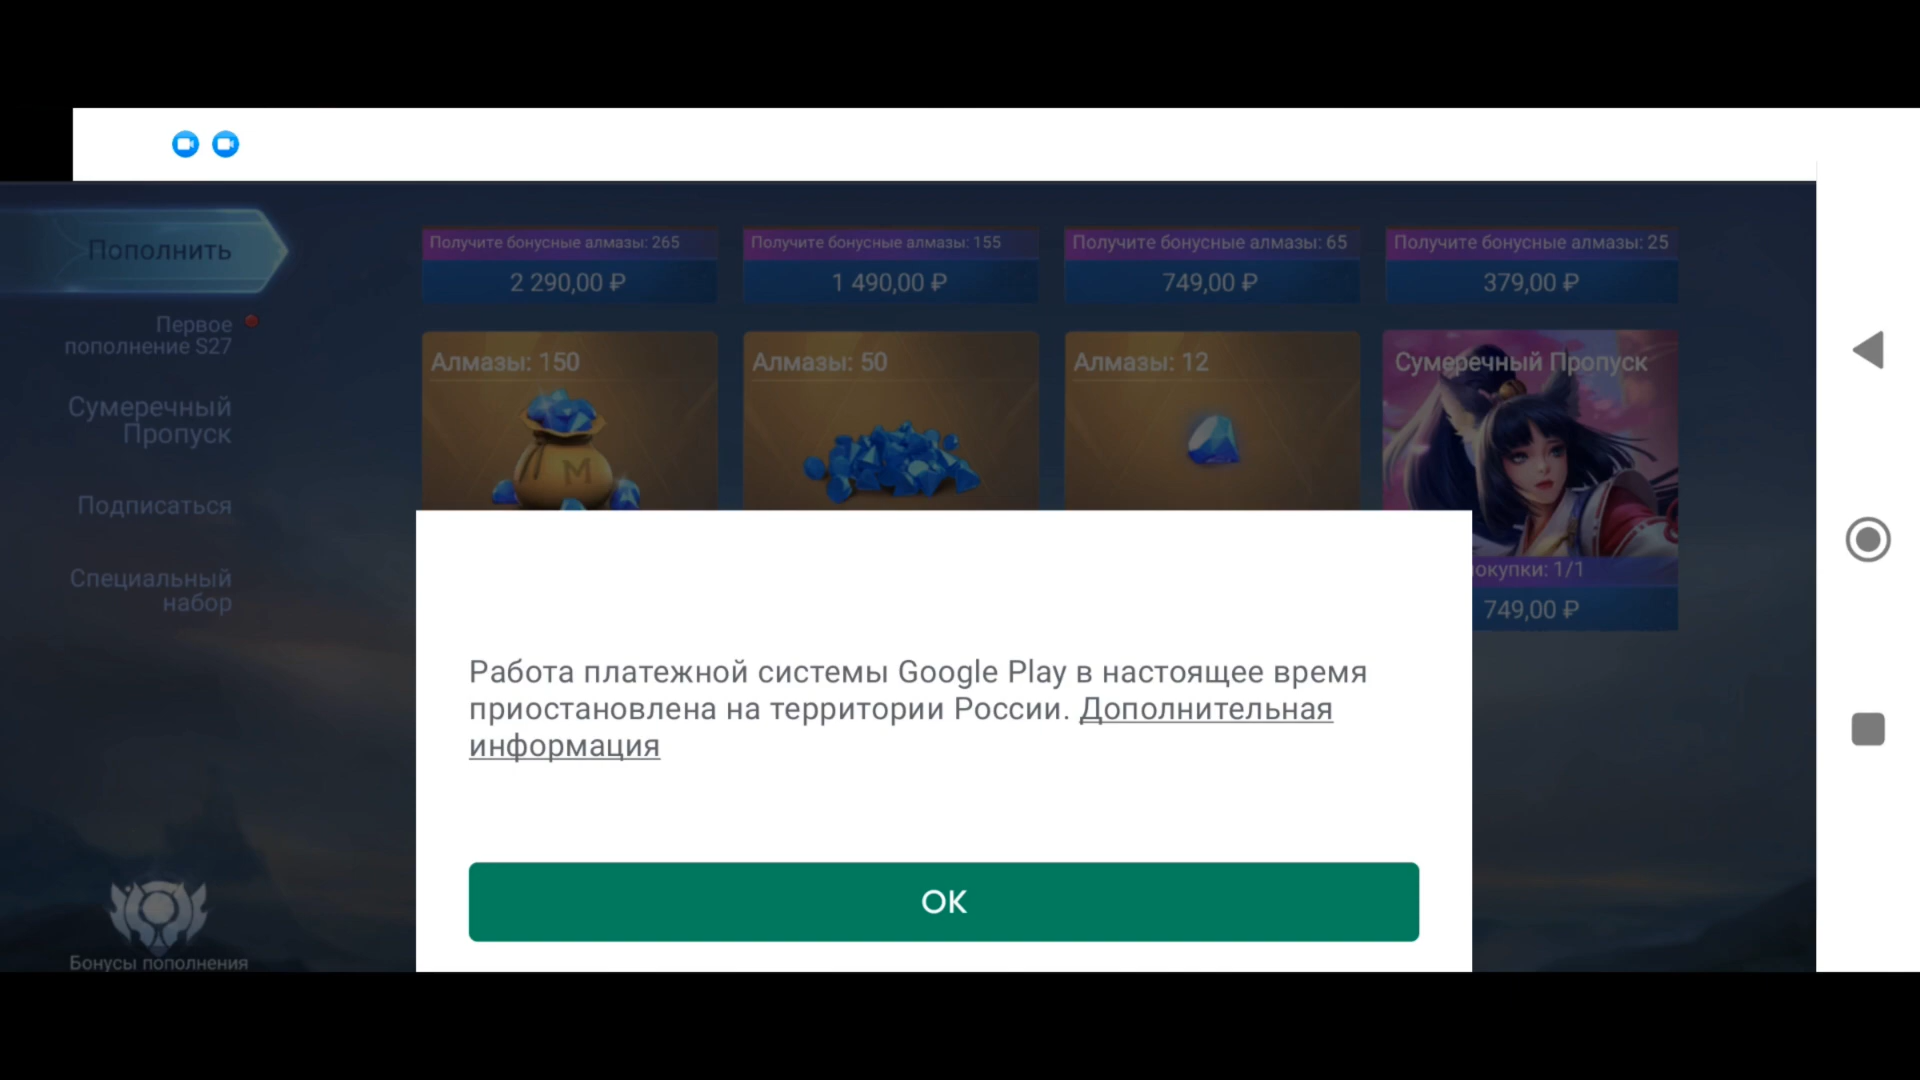 Пополнить
Первое
пополнение S27
Сумеречный
Пропуск
Подписаться
Специальный
набор
Бонусы пополнения
Получите бонусные алмазы: 265
2 290,00 ₽
Получите бонусные алмазы: 155
1 490,00 ₽
Получите бонусные алмазы: 65
749,00 ₽
Получите бонусные алмазы: 25
379,00 ₽
Алмазы: 150
M
Алмазы: 50
Алмазы: 12
Сумеречный Пропуск
окупки: 1/1
749,00 ₽
Работа платежной системы Google Play в настоящее время
приостановлена на территории России. Дополнительная
информация
OK